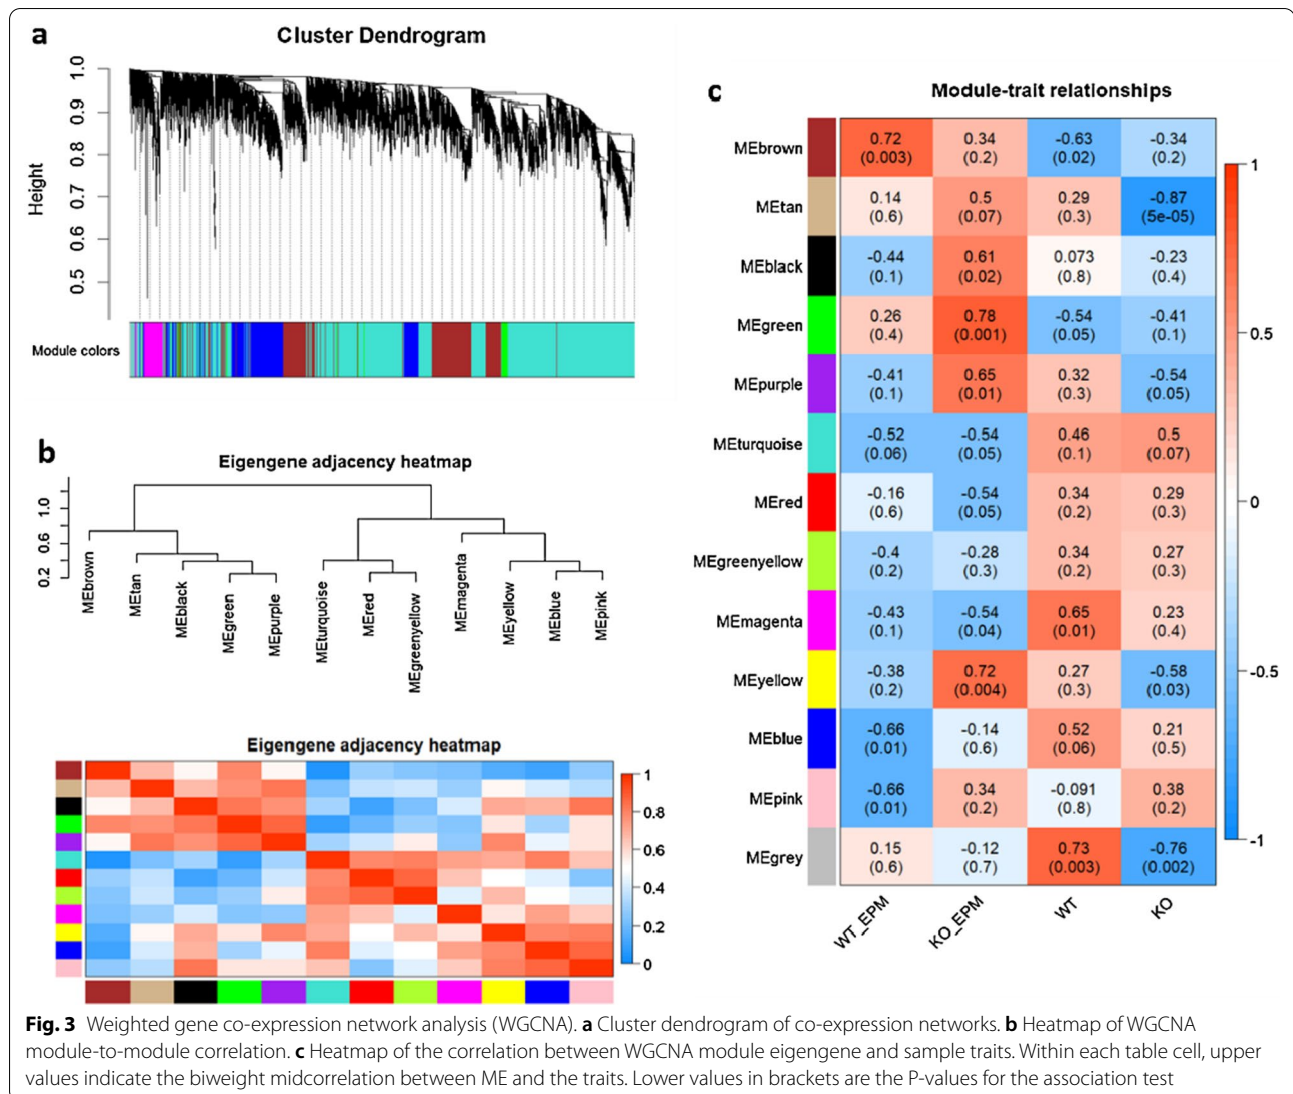 a
Cluster Dendrogram
Height
1.0
0.9
0.8
0.7
0.6
0.5
Module colors
b
Eigengene adjacency heatmap
1.0
0.6
0.2
MEbrown
MEtan
MEblack
MEgreen
MEpurple
MEturquoise
MEred
MEgreenyellow
MEmagenta
MEyellow
MEblue
MEpink
Eigengene adjacency heatmap
1
0.8
0.6
0.4
0.2
0
c
Module-trait relationships
MEbrown
0.72 0.34 -0.63 -0.34
(0.003) (0.2) (0.02) (0.2)
MEtan
0.14 0.5 0.29 -0.87
(0.6) (0.07) (0.3) (5e-05)
MEblack
-0.44 0.61 0.073 -0.23
(0.1) (0.02) (0.8) (0.4)
MEgreen
0.26 0.78 -0.54 -0.41
(0.4) (0.001) (0.05) (0.1)
MEpurple
-0.41 0.65 0.32 -0.54
(0.1) (0.01) (0.3) (0.05)
MEturquoise
-0.52 -0.54 0.46 0.5
(0.06) (0.05) (0.1) (0.07)
MEred
-0.16 -0.54 0.34 0.29
(0.6) (0.05) (0.2) (0.3)
MEgreenyellow
-0.4 -0.28 0.34 0.27
(0.2) (0.3) (0.2) (0.3)
MEmagenta
-0.43 -0.54 0.65 0.23
(0.1) (0.04) (0.01) (0.4)
MEyellow
-0.38 0.72 0.27 -0.58
(0.2) (0.004) (0.3) (0.03)
MEblue
-0.66 -0.14 0.52 0.21
(0.01) (0.6) (0.06) (0.5)
MEpink
-0.66 0.34 -0.091 0.38
(0.01) (0.2) (0.8) (0.2)
MEgrey
0.15 -0.12 0.73 -0.76
(0.6) (0.7) (0.003) (0.002)
WT_EPM
KO_EPM
WT
KO
1
0.5
0
-0.5
-1
Fig. 3 Weighted gene co-expression network analysis (WGCNA). a Cluster dendrogram of co-expression networks. b Heatmap of WGCNA
module-to-module correlation. c Heatmap of the correlation between WGCNA module eigengene and sample traits. Within each table cell, upper
values indicate the biweight midcorrelation between ME and the traits. Lower values in brackets are the P-values for the association test